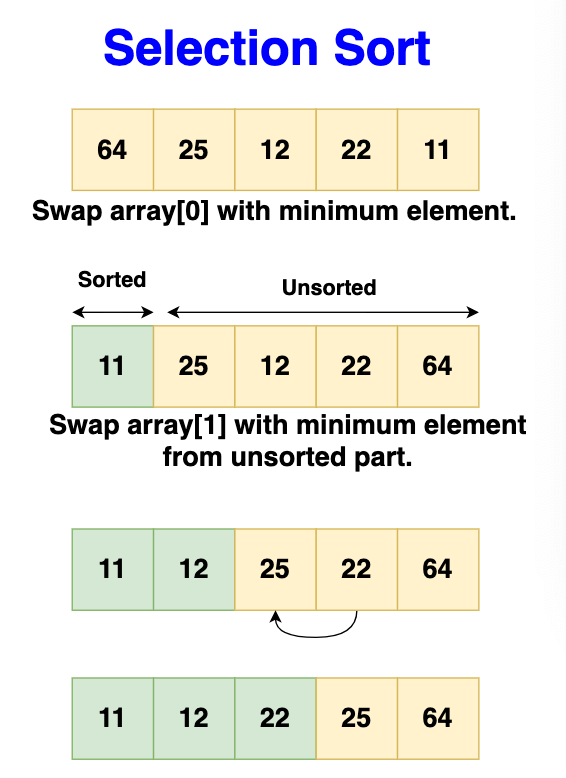 Selection Sort
64 25 12 22 11
Swap array[0] with minimum element.
Sorted Unsorted
11 25 12 22 64
Swap array[1] with minimum element
from unsorted part.
11 12 25 22 64
11 12 22 25 64